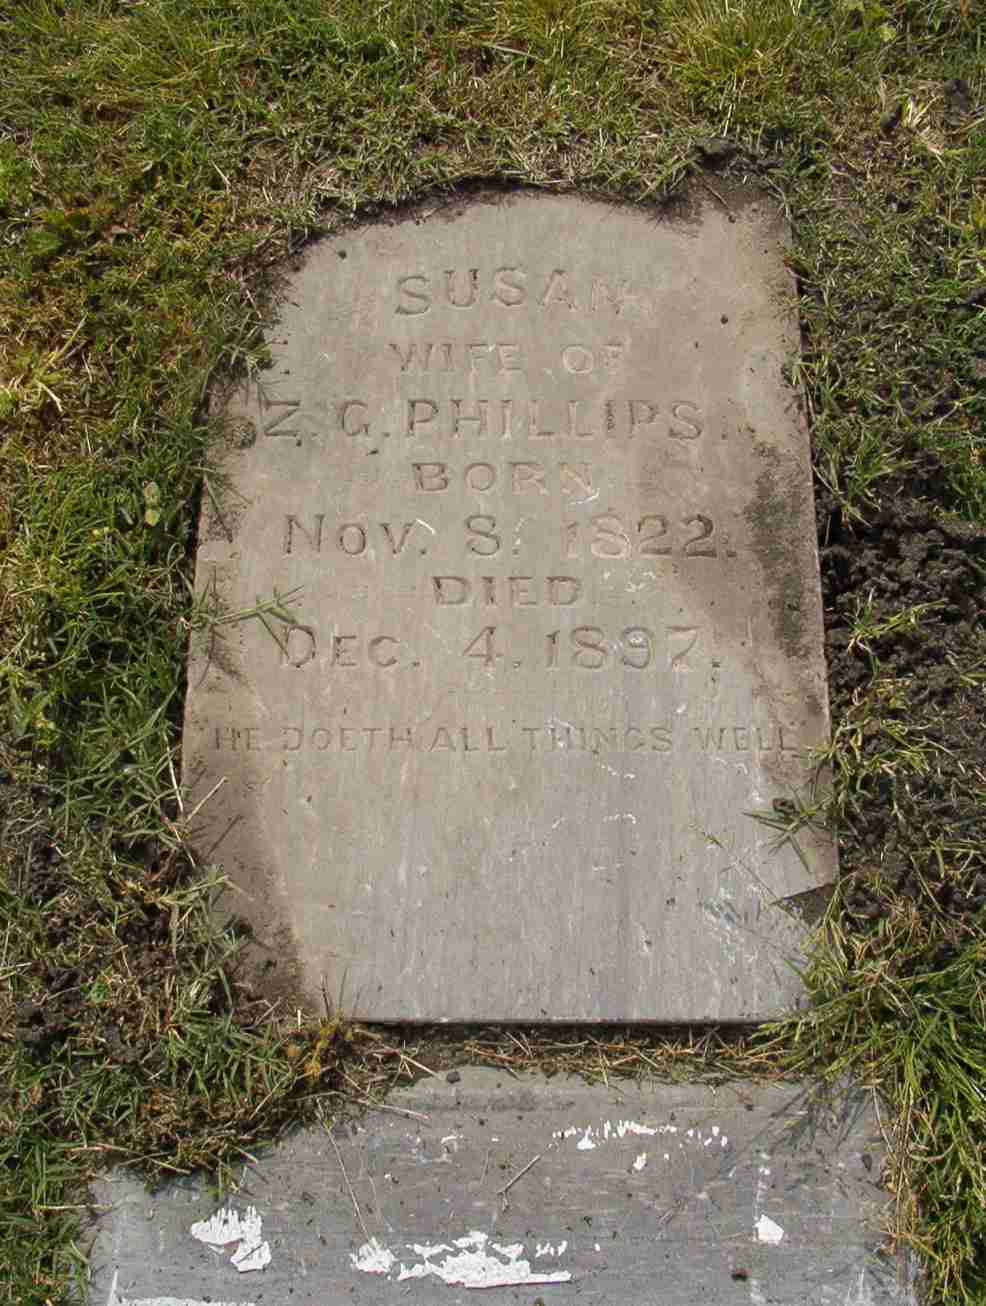 SUSAN
WIFE OF
Z. G. PHILLIPS.
BORN
NOV. 8. 1822.
DIED
DEC. 4. 1897.
HE DOETH ALL THINGS WELL